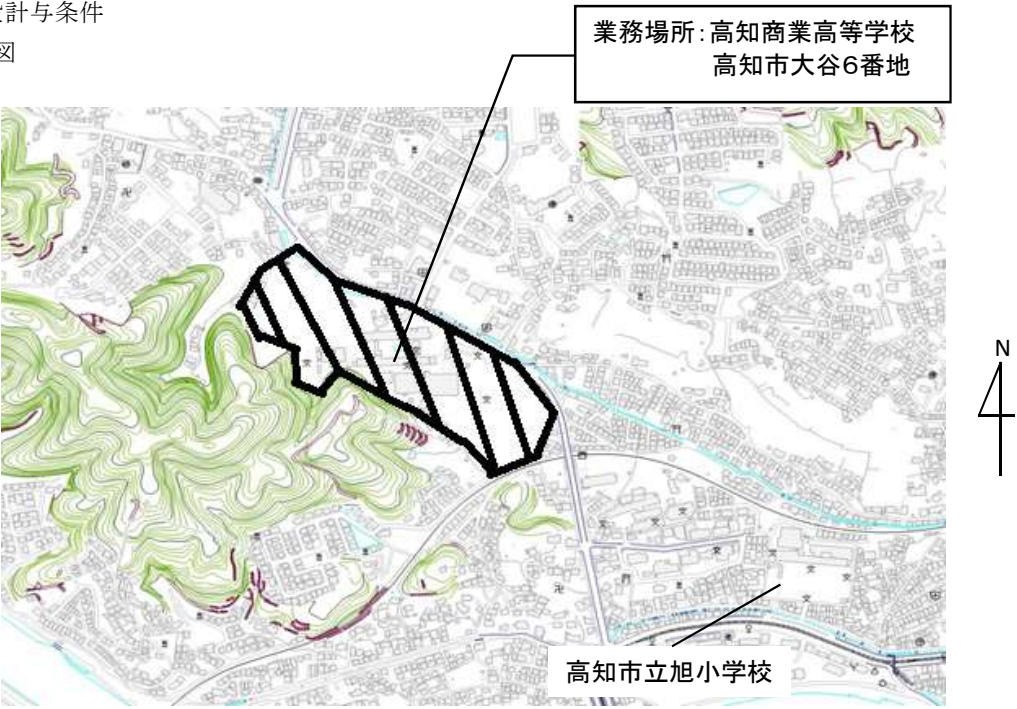 計与条件
図
業務場所：高知商業高等学校
高知市大谷6番地
N
高知市立旭小学校